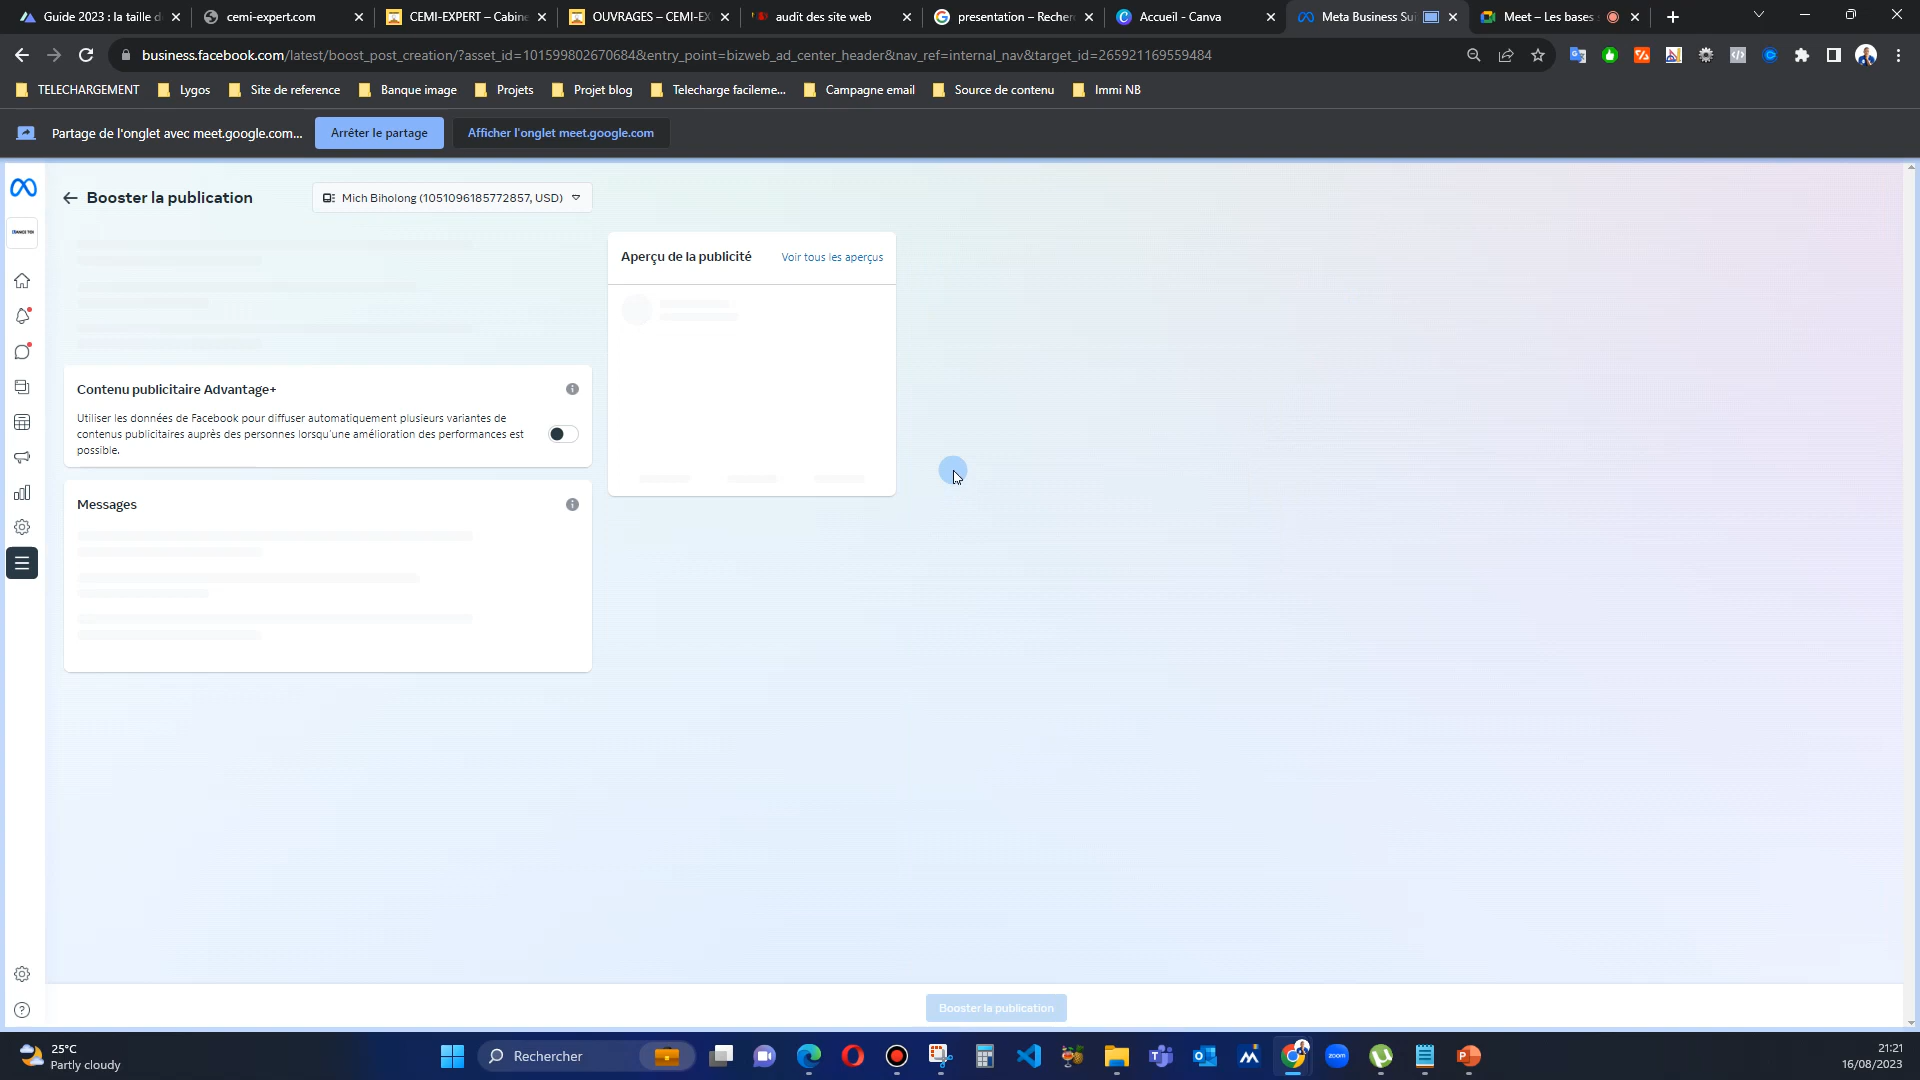 Guide 2023 : la taille d
cemi-expert.com
CEMI-EXPERT – Cabine
OUVRAGES – CEMI-EX
audit des site web
presentation – Recher
Accueil - Canva
Meta Business Sui
Meet – Les bases
business.facebook.com/latest/boost_post_creation/?asset_id=101599802670684&entry_point=bizweb_ad_center_header&nav_ref=internal_nav&target_id=265921169559484
TELECHARGEMENT
Lygos
Site de reference
Banque image
Projets
Projet blog
Telecharge facileme...
Campagne email
Source de contenu
Immi NB
Partage de l'onglet avec meet.google.com...
Arrêter le partage
Afficher l'onglet meet.google.com
Booster la publication
Mich Biholong (1051096185772857, USD)
Aperçu de la publicité
Voir tous les aperçus
Contenu publicitaire Advantage+
Utiliser les données de Facebook pour diffuser automatiquement plusieurs variantes de
contenus publicitaires auprès des personnes lorsqu'une amélioration des performances est
possible.
Messages
Booster la publication
25°C
Partly cloudy
Rechercher
zoom
21:21
16/08/2023